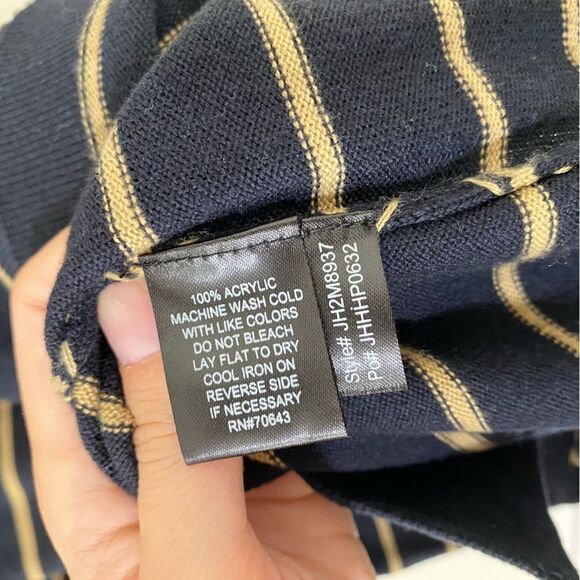 100% ACRYLIC
MACHINE WASH COLD
WITH LIKE COLORS
DO NOT BLEACH
LAY FLAT TO DRY
COOL IRON ON
REVERSE SIDE
IF NECESSARY
RN#70643
Style# JH2M8937
Po# JHHHP0632